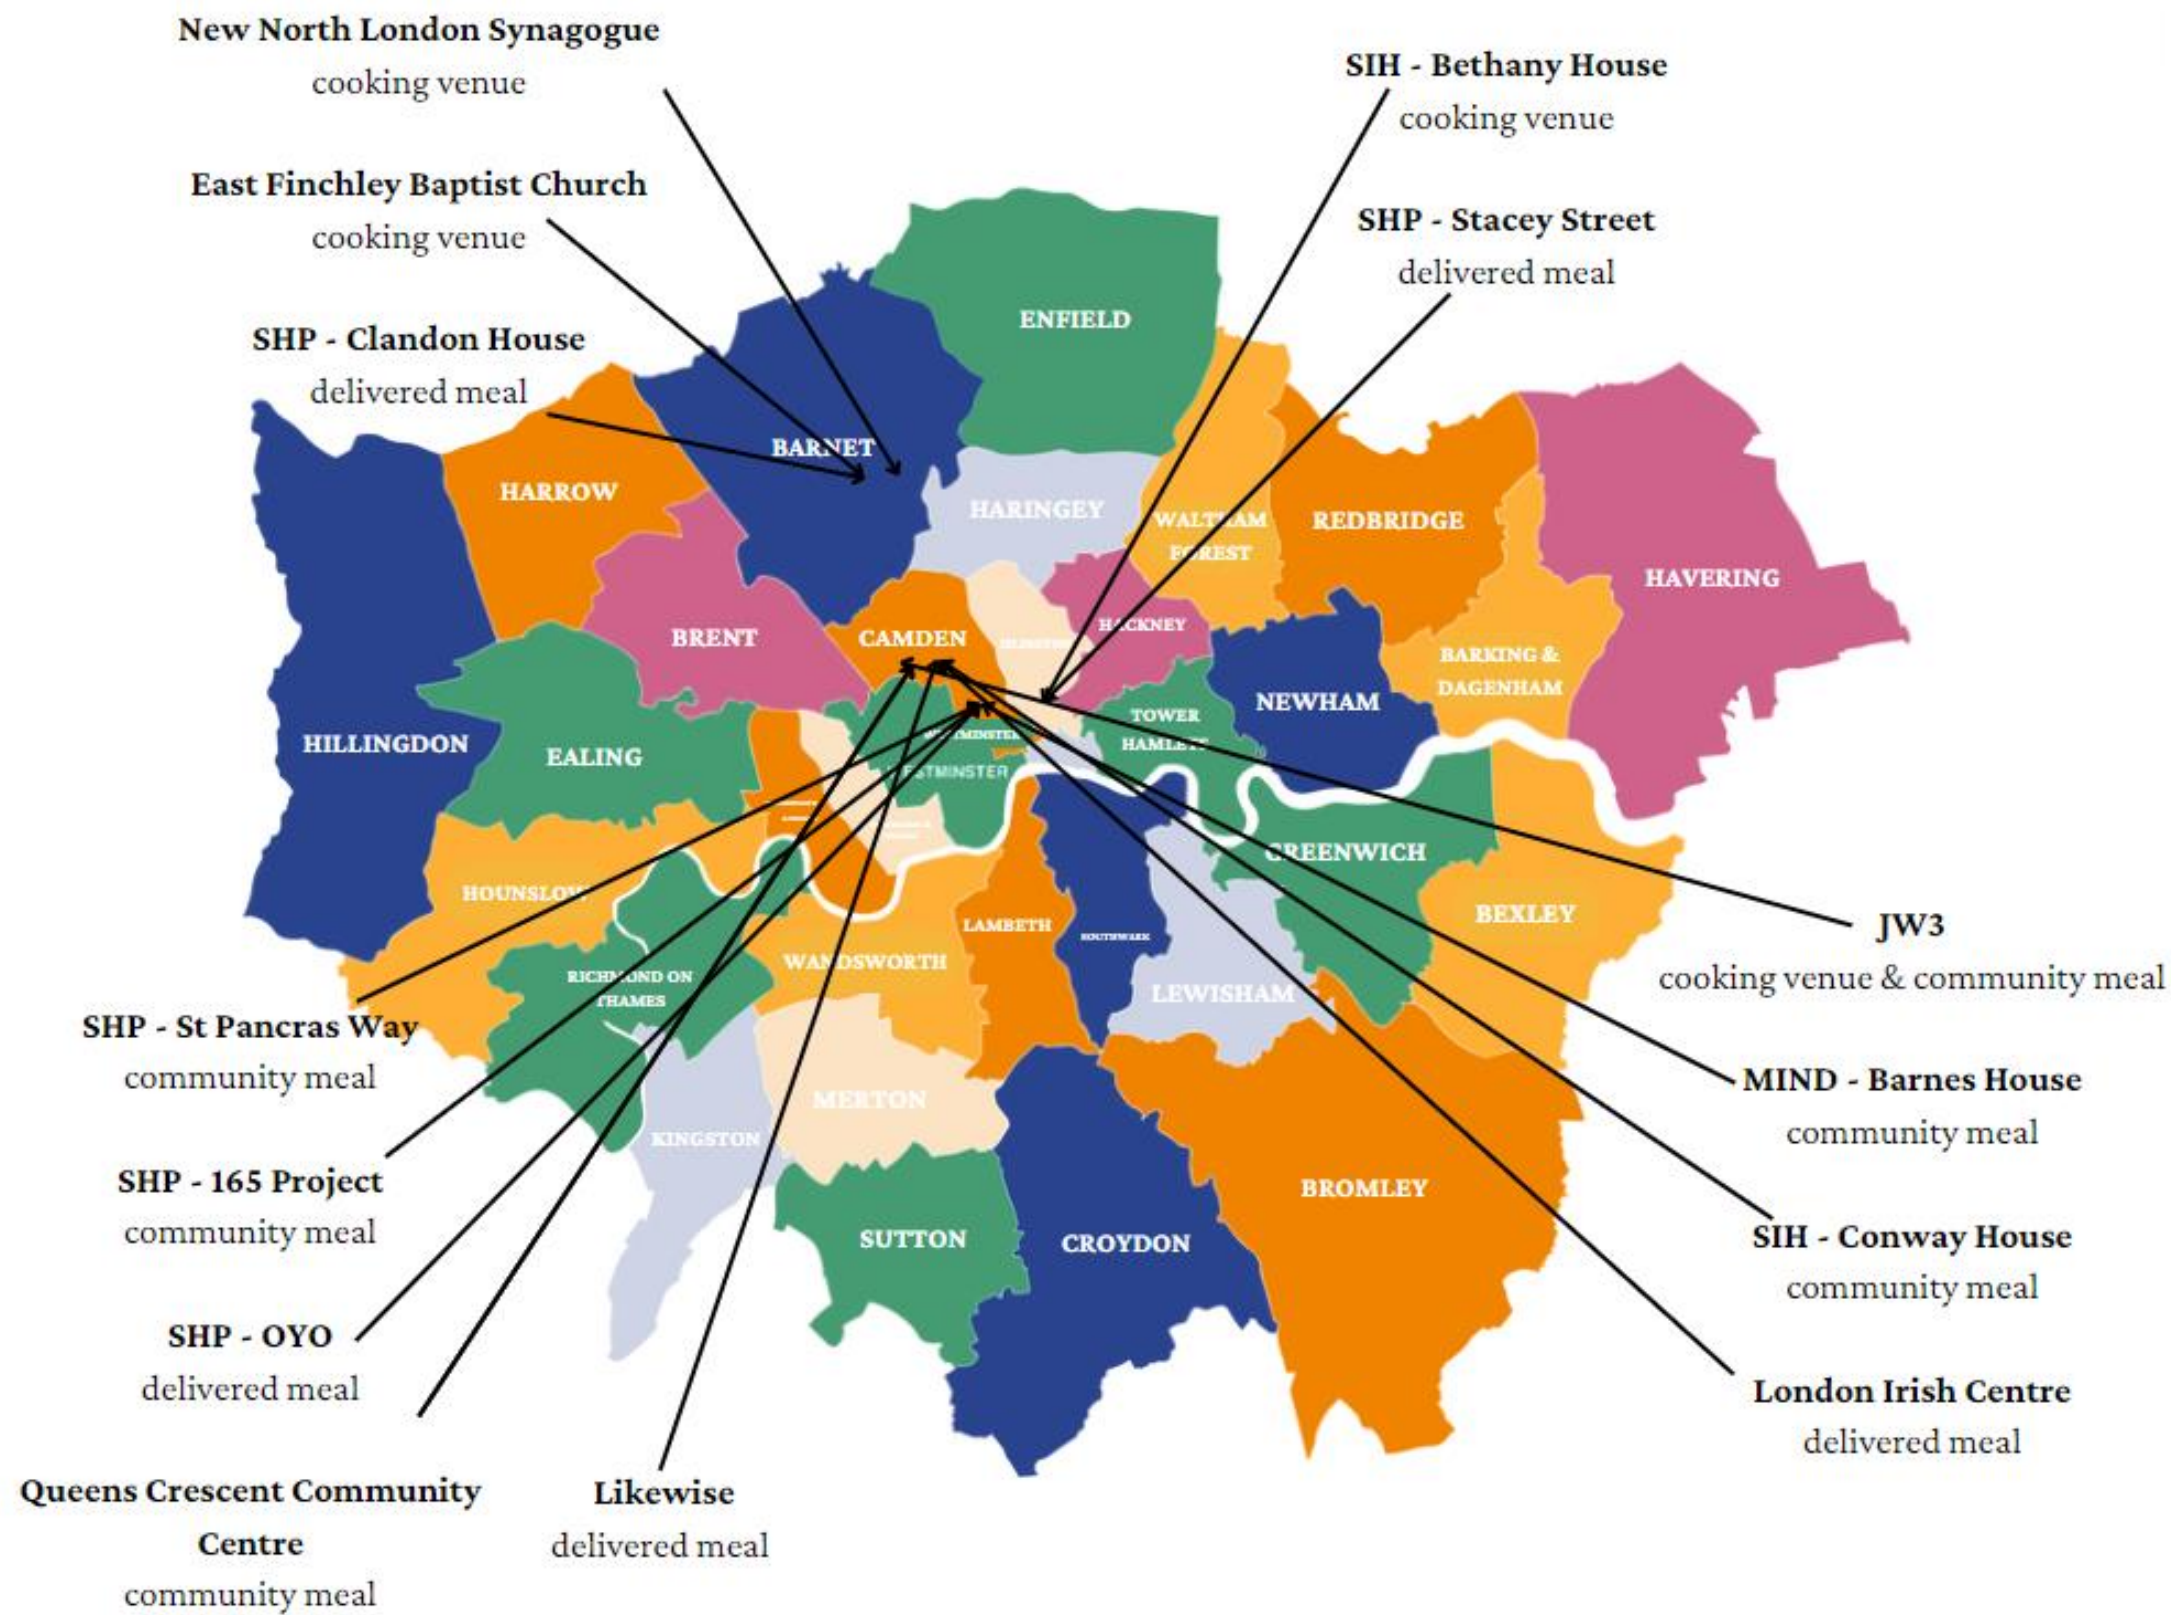 New North London Synagogue
cooking venue
SIH - Bethany House
cooking venue
East Finchley Baptist Church
cooking venue
SHP - Stacey Street
delivered meal
SHP - Clandon House
delivered meal
ENFIELD
BARNET
HARROW
HARINGEY
WALTHAM
FOREST
REDBRIDGE
HAVERING
BRENT
CAMDEN
HACKNEY
BARKING &
DAGENHAM
NEWHAM
TOWER
HAMLETS
HILLINGDON
EALING
WESTMINSTER
WESTMINSTER
GREENWICH
HOUNSLOW
BEXLEY
LAMBETH
SOUTHWARK
WANDSWORTH
RICHMOND ON
THAMES
LEWISHAM
JW3
cooking venue & community meal
SHP - St Pancras Way
community meal
MIND - Barnes House
community meal
MERTON
KINGSTON
SHP - 165 Project
community meal
BROMLEY
SUTTON
CROYDON
SIH - Conway House
community meal
SHP - OYO
delivered meal
London Irish Centre
delivered meal
Queens Crescent Community
Centre
community meal
Likewise
delivered meal